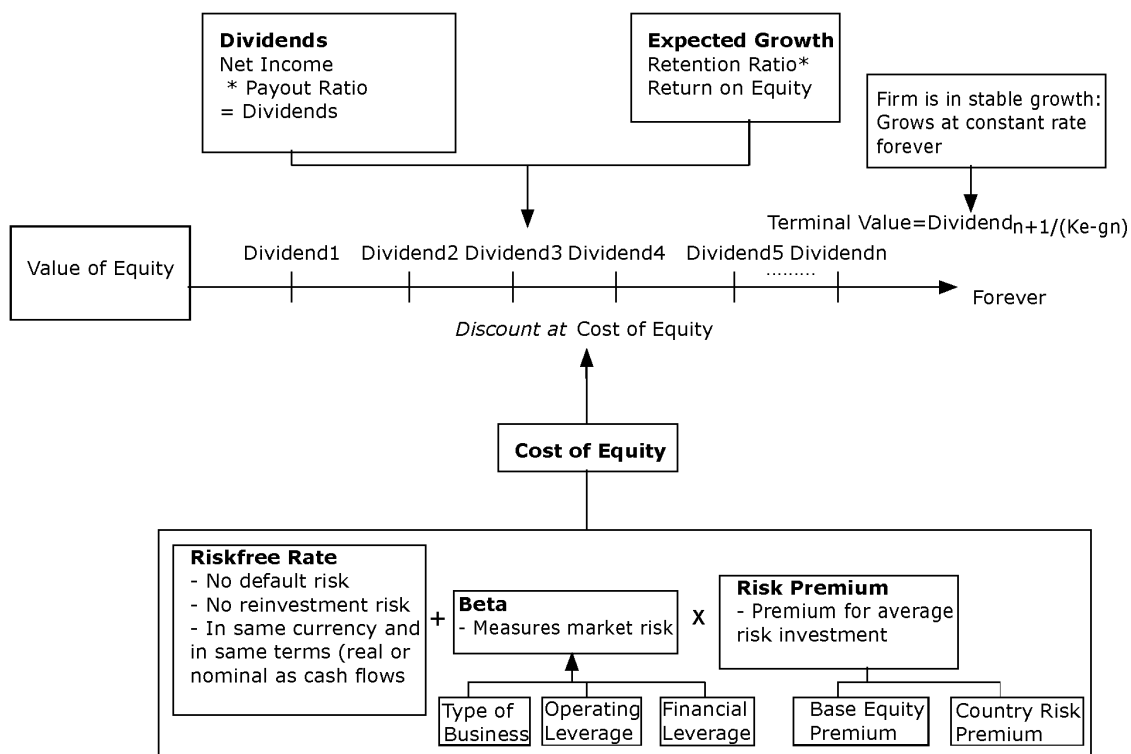 Dividends
Net Income
* Payout Ratio
= Dividends
Expected Growth
Retention Ratio*
Return on Equity
Firm is in stable growth:
Grows at constant rate
forever
Terminal Value=Dividendn+1/(Ke-gn)
Value of Equity
Dividend1 Dividend2 Dividend3 Dividend4 Dividend5 ......... Dividendn
Forever
Discount at Cost of Equity
Cost of Equity
Riskfree Rate
- No default risk
- No reinvestment risk
- In same currency and
in same terms (real or
nominal as cash flows
+
Beta
- Measures market risk
X
Risk Premium
- Premium for average
risk investment
Type of
Business
Operating
Leverage
Financial
Leverage
Base Equity
Premium
Country Risk
Premium